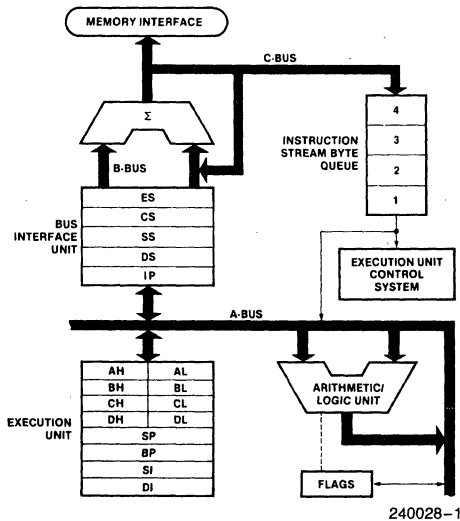 MEMORY INTERFACE
C-BUS
Σ
B-BUS
4
3
2
1
INSTRUCTION
STREAM BYTE
QUEUE
ES
CS
SS
DS
IP
BUS
INTERFACE
UNIT
EXECUTION UNIT
CONTROL
SYSTEM
A-BUS
AH AL
BH BL
CH CL
DH DL
SP
BP
SI
DI
EXECUTION
UNIT
ARITHMETIC/
LOGIC UNIT
FLAGS
240028-1